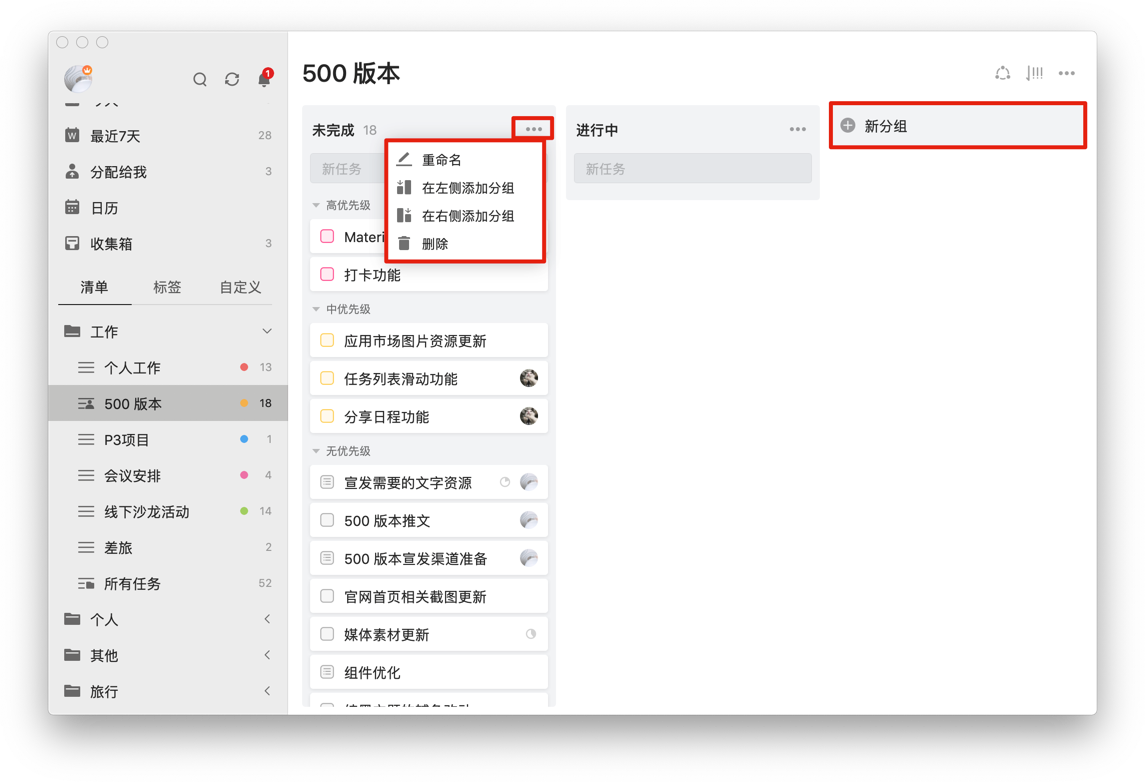 1
最近7天 28
分配给我 3
日历
收集箱 3
清单 标签 自定义
工作
个人工作 13
500 版本 18
P3项目 1
会议安排 4
线下沙龙活动 14
差旅 2
所有任务 52
个人
其他
旅行
500 版本
未完成 18
新任务
重命名
在左侧添加分组
在右侧添加分组
删除
高优先级
Materi
打卡功能
中优先级
应用市场图片资源更新
任务列表滑动功能
分享日程功能
无优先级
宣发需要的文字资源
500 版本推文
500 版本宣发渠道准备
官网首页相关截图更新
媒体素材更新
组件优化
进行中
新任务
新分组